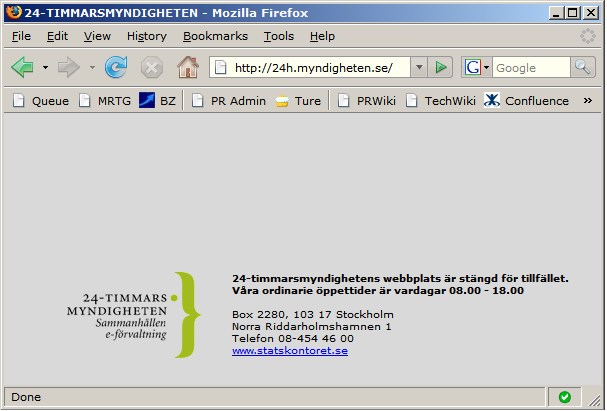 24-TIMMARSMYNDIGHETEN - Mozilla Firefox
File Edit View History Bookmarks Tools Help
http://24h.myndigheten.se/ G Google
Queue MRTG BZ PR Admin Ture PRWiki TechWiki Confluence »
24-timmarsmyndighetens webbplats är stängd för tillfället.
Våra ordinarie öppettider är vardagar 08.00 - 18.00
24-TIMMARS
MYNDIGHETEN
Sammanhållen
e-förvaltning
Box 2280, 103 17 Stockholm
Norra Riddarholmshamnen 1
Telefon 08-454 46 00
www.statskontoret.se
Done